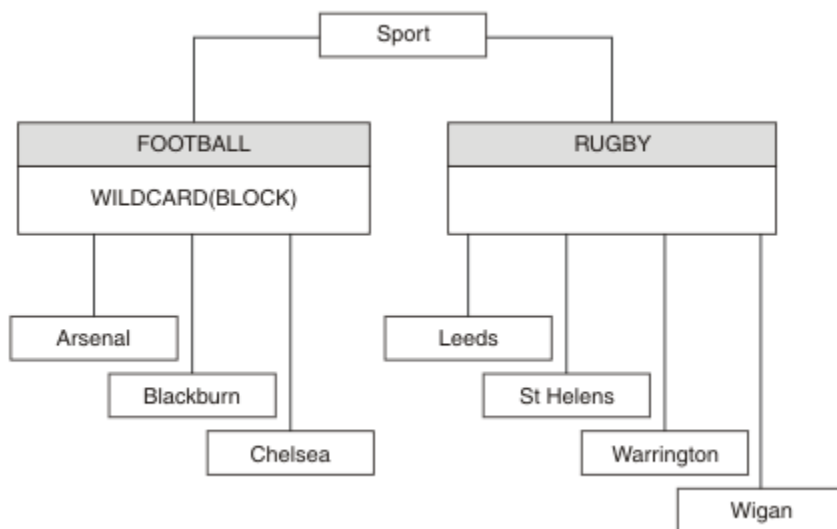 Sport
FOOTBALL
RUGBY
WILDCARD(BLOCK)
Arsenal
Leeds
Blackburn
St Helens
Chelsea
Warrington
Wigan